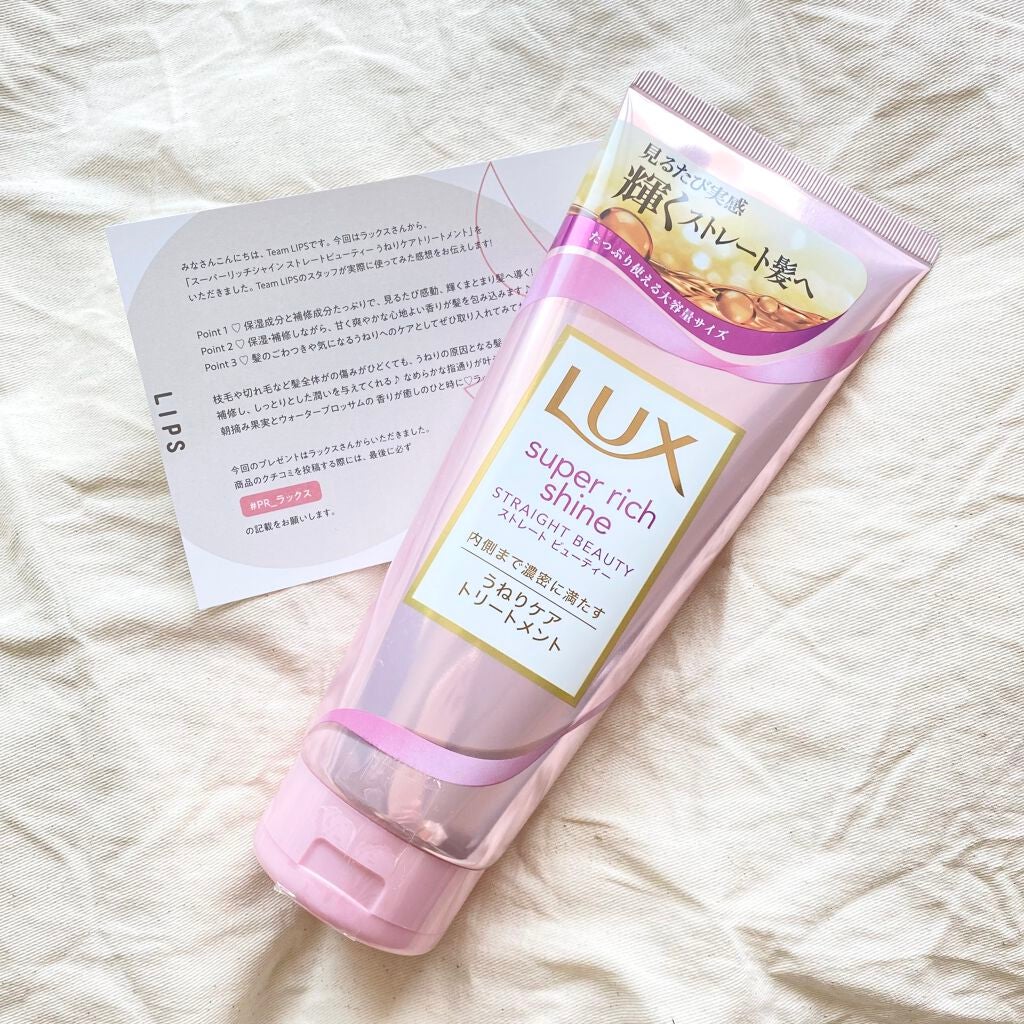 みなさんこんにちは、Team LIPSです。今回はラックスさんから、
「スーパーリッチシャイン ストレートビューティー うねりケアトリートメント」を
いただきました。Team LIPSのスタッフが実際に使ってみた感想をお伝えします!
Point 1 ♡ 保湿成分と補修成分たっぷりで、見るたび感動、輝くまとまり髪へ導く!
Point 2 ♡ 保湿・補修しながら、甘く爽やかな心地よい香りが髪を包み込みます♪
Point 3 ♡ 髪のごわつきや気になるうねりへのケアとしてぜひ取り入れてみて
枝毛や切れ毛など髪全体がの傷みがひどくても、うねりの原因となる髪
補修し、しっとりとした潤いを与えてくれる♪ なめらかな指通りが叶
朝摘み果実とウォーターブロッサムの 香りが癒しのひと時に♡
今回のプレゼントはラックスさんからいただきました。
商品のクチコミを投稿する際には、最後に必ず
#PR_ラックス
の記載をお願いします。
LIPS
見るたび実感
輝くストレート髪へ
たっぷり使える大容量サイズ
LUX
super rich
shine
STRAIGHT BEAUTY
ストレート ビューティー
内側まで濃密に満たす
うねりケア
トリートメント